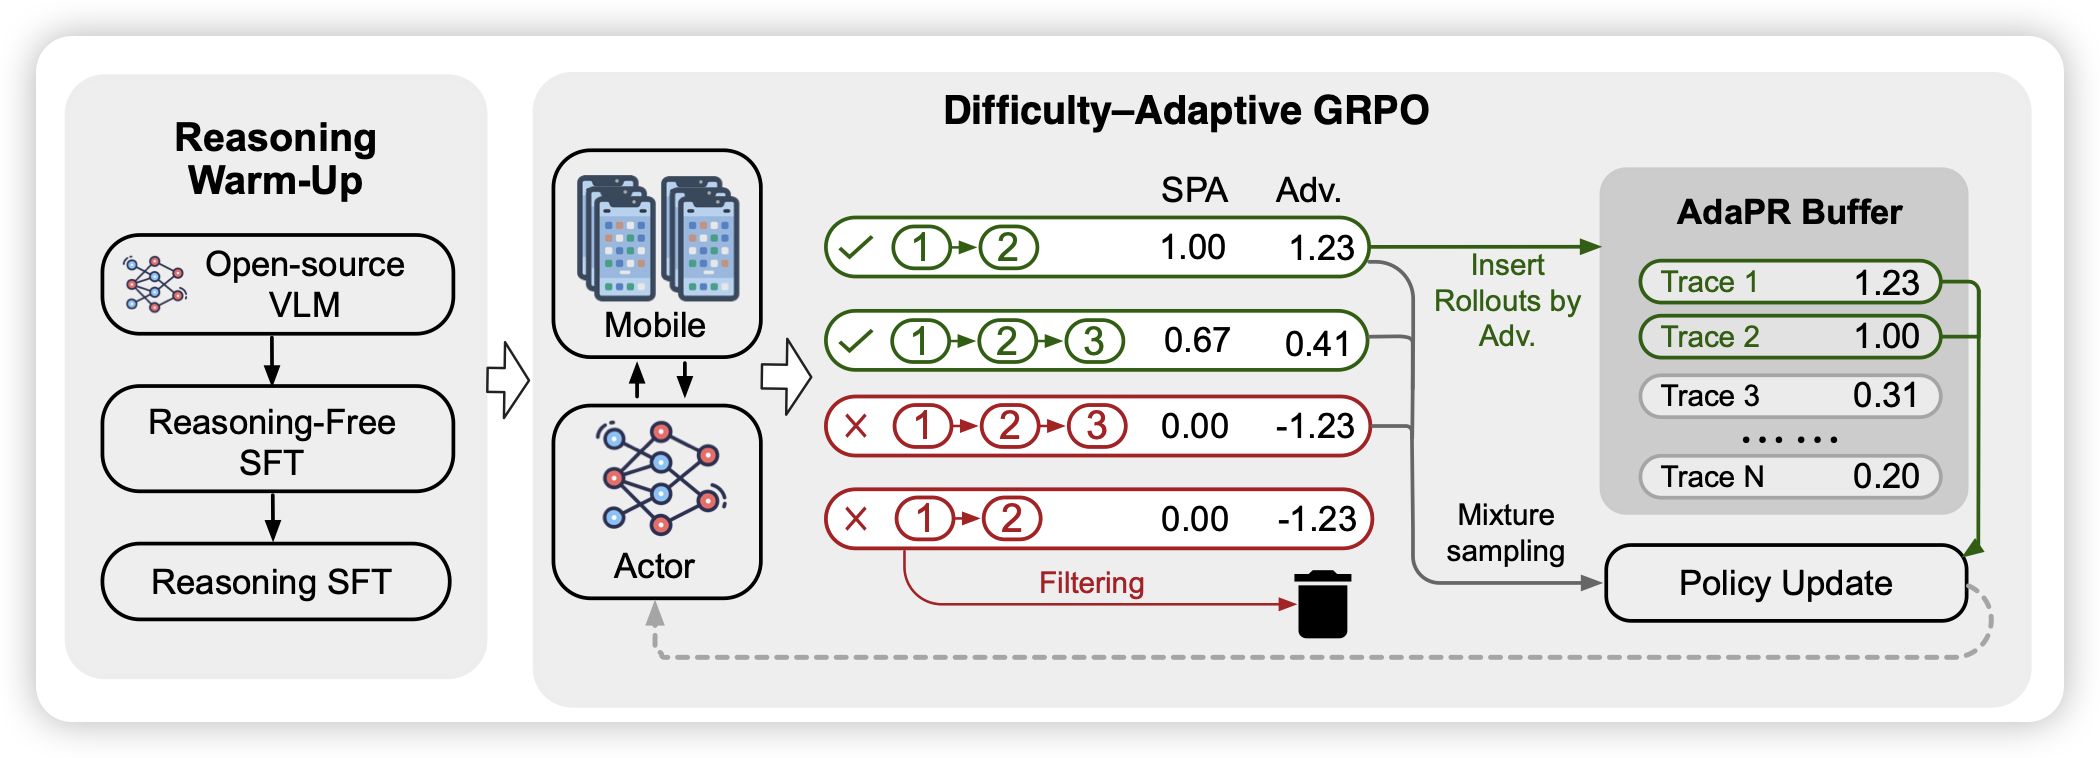 Reasoning
Warm-Up
Open-source
VLM
Reasoning-Free
SFT
Reasoning SFT
Difficulty–Adaptive GRPO
Mobile
Actor
SPA Adv.
1 2 1.00 1.23
1 2 3 0.67 0.41
1 2 3 0.00 -1.23
1 2 0.00 -1.23
Filtering
Insert
Rollouts by
Adv.
Mixture
sampling
AdaPR Buffer
Trace 1 1.23
Trace 2 1.00
Trace 3 0.31
......
Trace N 0.20
Policy Update